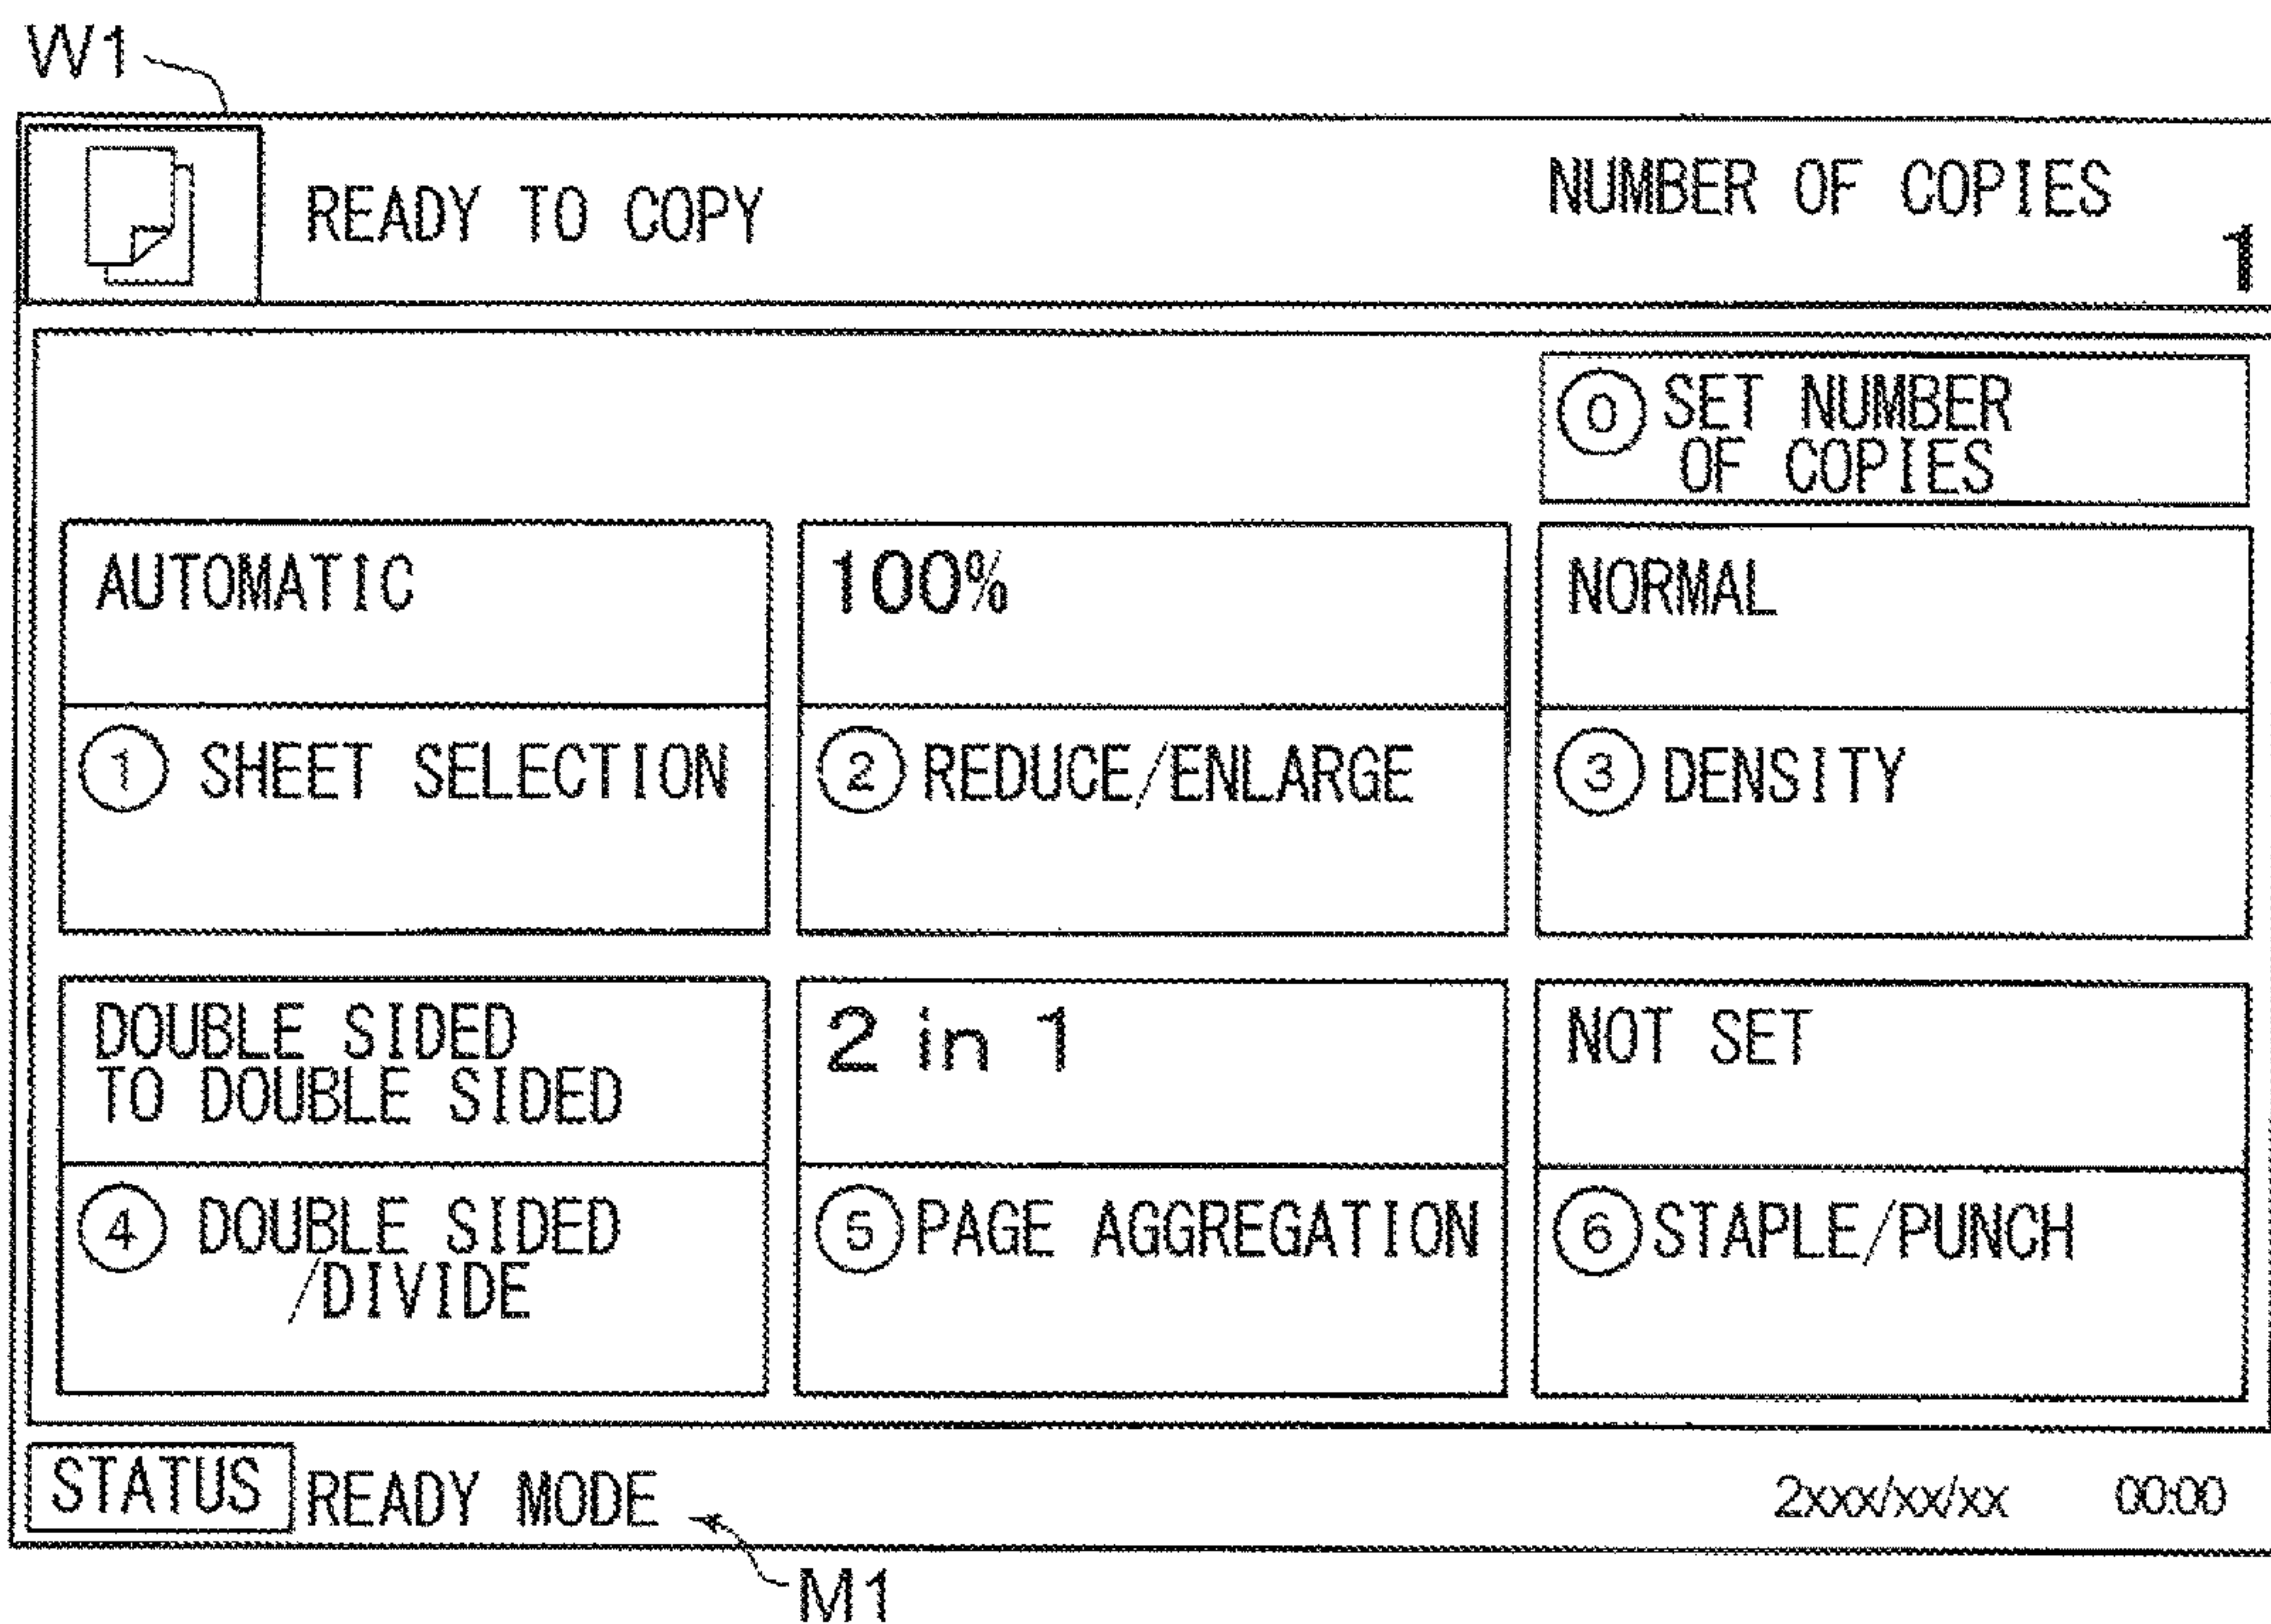 W1
READY TO COPY
NUMBER OF COPIES
1
0 SET NUMBER
OF COPIES
AUTOMATIC
100%
NORMAL
1 SHEET SELECTION
2 REDUCE/ENLARGE
3 DENSITY
DOUBLE SIDED
TO DOUBLE SIDED
2 in 1
NOT SET
4 DOUBLE SIDED
/DIVIDE
5 PAGE AGGREGATION
6 STAPLE/PUNCH
STATUS READY MODE
2xxx/xx/xx 00:00
M1